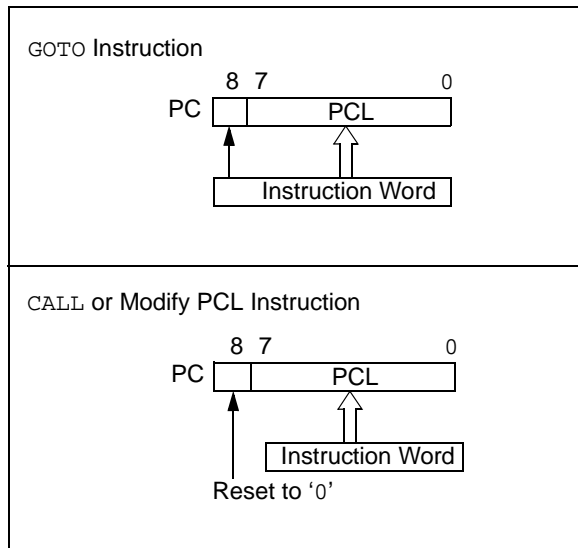 GOTO Instruction
8 7 0
PC PCL
Instruction Word
CALL or Modify PCL Instruction
8 7 0
PC PCL
Instruction Word
Reset to ‘0’